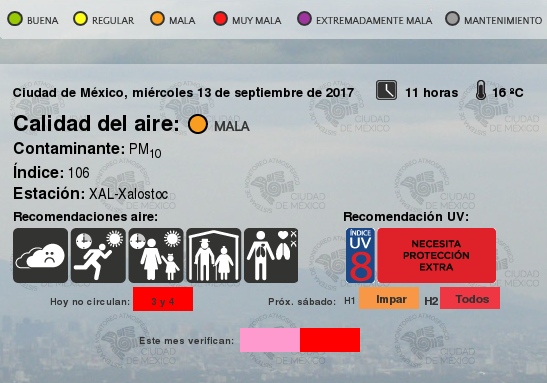 BUENA REGULAR MALA MUY MALA EXTREMADAMENTE MALA MANTENIMIENTO
Ciudad de México, miércoles 13 de septiembre de 2017 11 horas 16 ºC
Calidad del aire: MALA
Contaminante: PM10
Índice: 106
Estación: XAL-Xalostoc
Recomendaciones aire: Recomendación UV:
ÍNDICE
UV
8
NECESITA
PROTECCIÓN
EXTRA
Hoy no circulan: 3 y 4 Próx. sábado: H1 Impar H2 Todos
Este mes verifican:
CIUDAD
DE MÉXICO